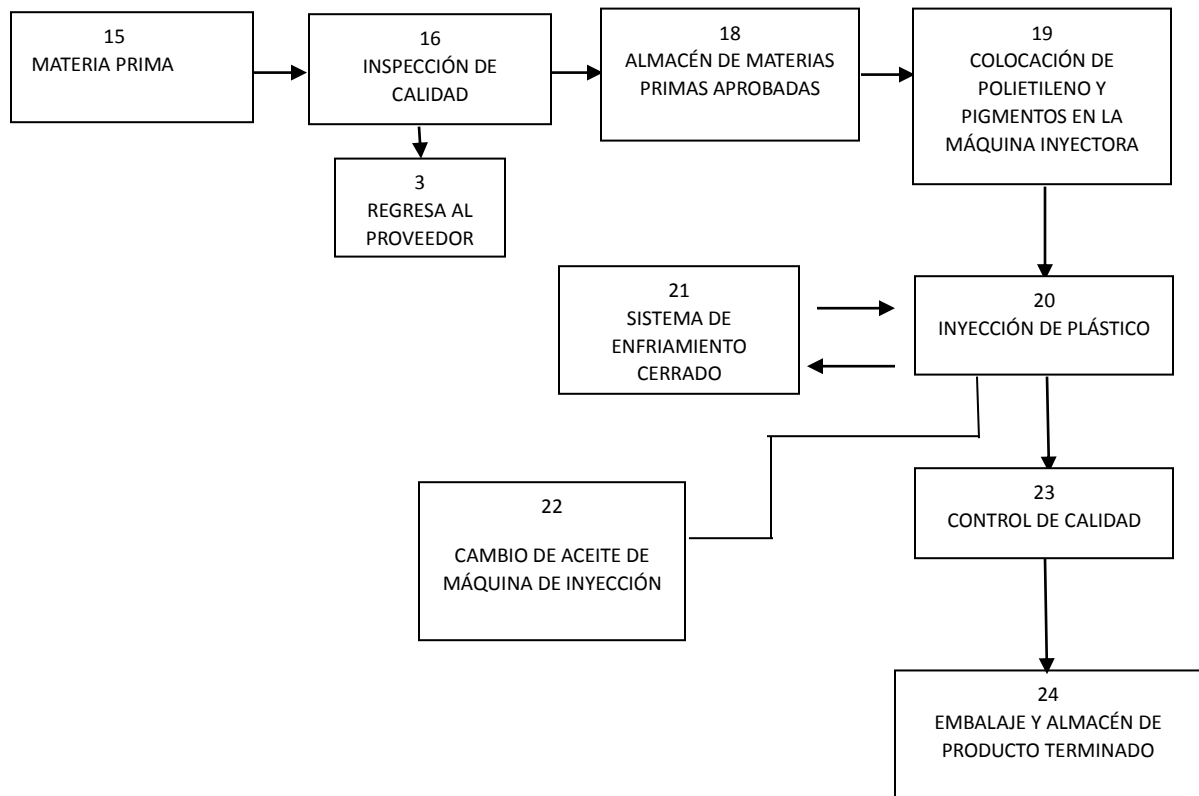 15
MATERIA PRIMA
16
INSPECCIÓN DE
CALIDAD
18
ALMACÉN DE MATERIAS
PRIMAS APROBADAS
19
COLOCACIÓN DE
POLIETILENO Y
PIGMENTOS EN LA
MÁQUINA INYECTORA
3
REGRESA AL
PROVEEDOR
21
SISTEMA DE
ENFRIAMIENTO
CERRADO
20
INYECCIÓN DE PLÁSTICO
22
CAMBIO DE ACEITE DE
MÁQUINA DE INYECCIÓN
23
CONTROL DE CALIDAD
24
EMBALAJE Y ALMACÉN DE
PRODUCTO TERMINADO